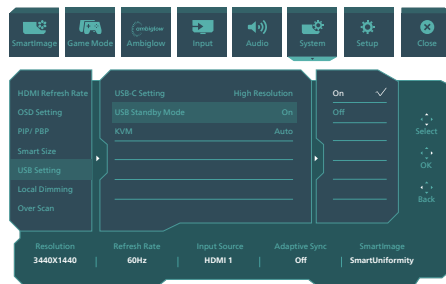 ambiglow
SmartImage Game Mode Ambiglow Input Audio System Setup Close
HDMI Refresh Rate
OSD Setting
PIP/ PBP
Smart Size
USB Setting
Local Dimming
Over Scan
USB-C Setting High Resolution
USB Standby Mode On
KVM Auto
On
Off
Select
OK
Back
Resolution Refresh Rate Input Source Adaptive Sync SmartImage
3440X1440 60Hz HDMI 1 Off SmartUniformity